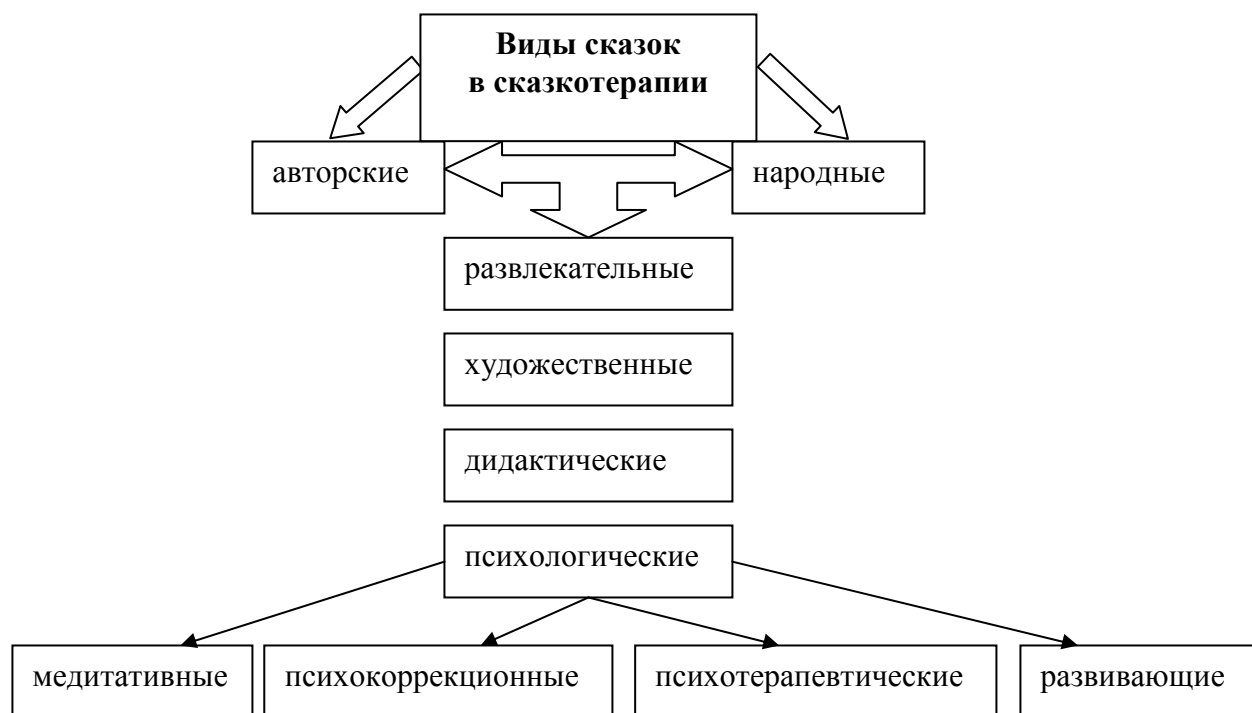 Виды сказок
в сказкотерапии
авторские
народные
развлекательные
художественные
дидактические
психологические
медитативные
психокоррекционные
психотерапевтические
развивающие